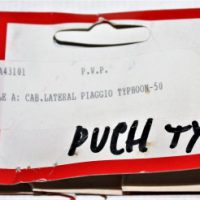 A43101 P.V.P.
LE A: CAB.LATERAL PIAGGIO TYPHOON-50
PUCH TY